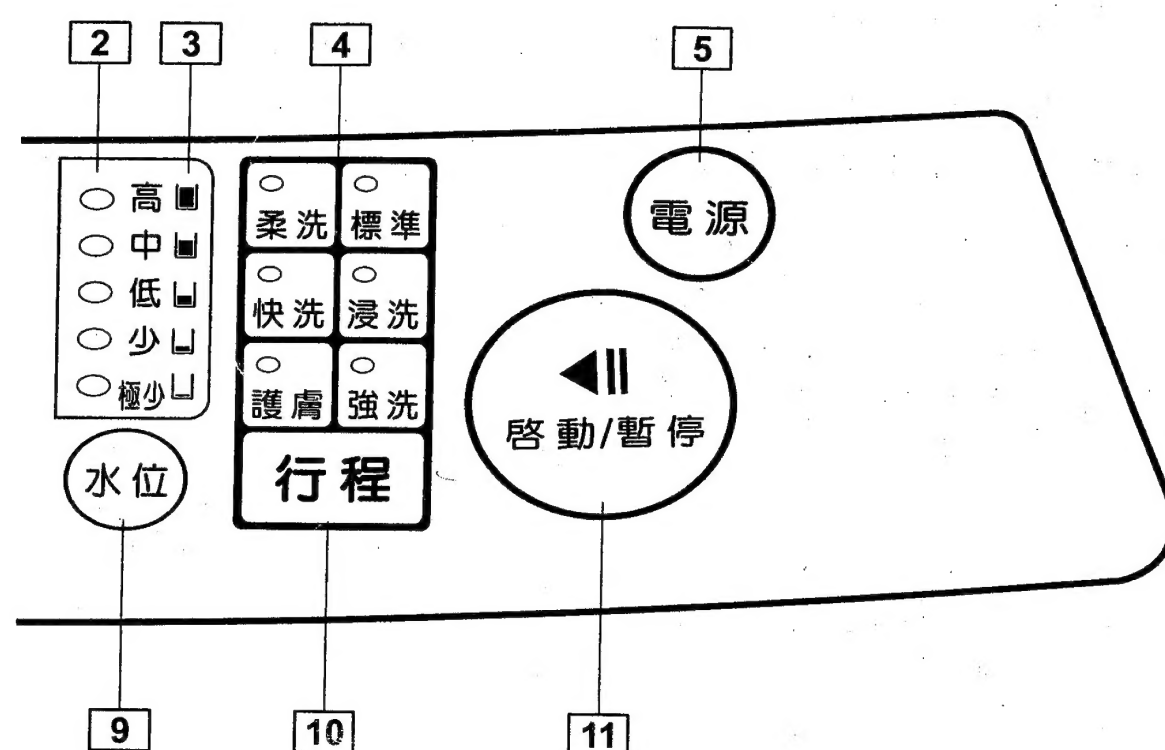 2 3 4 5
高
中
低
少
極少
水位
柔洗 標準
快洗 浸洗
護膚 強洗
行程
電源
啓動/暫停
9 10 11